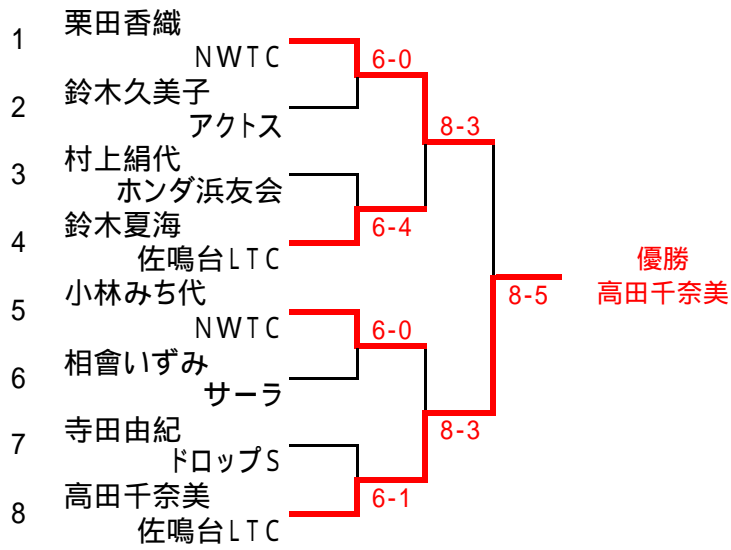 1 栗田香織
NWTC
6-0
2 鈴木久美子
アクトス
8-3
3 村上絹代
ホンダ浜友会
4 鈴木夏海
6-4
佐鳴台LTC
優勝
高田千奈美
8-5
5 小林みち代
NWTC
6-0
6 相會いずみ
サーラ
7 寺田由紀
8-3
ドロップS
8 高田千奈美
6-1
佐鳴台LTC